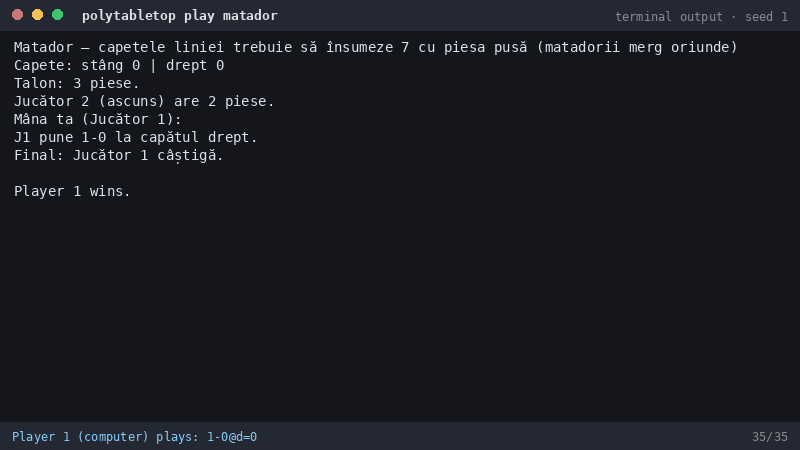 polytabletop play matador
terminal output · seed 1
Matador — capetele liniei trebuie să însumeze 7 cu piesa pusă (matadorii merg oriunde)
Capete: stâng 0 | drept 0
Talon: 3 piese.
Jucător 2 (ascuns) are 2 piese.
Mâna ta (Jucător 1):
J1 pune 1-0 la capătul drept.
Final: Jucător 1 câștigă.
Player 1 wins.
Player 1 (computer) plays: 1-0@d=0
35/35